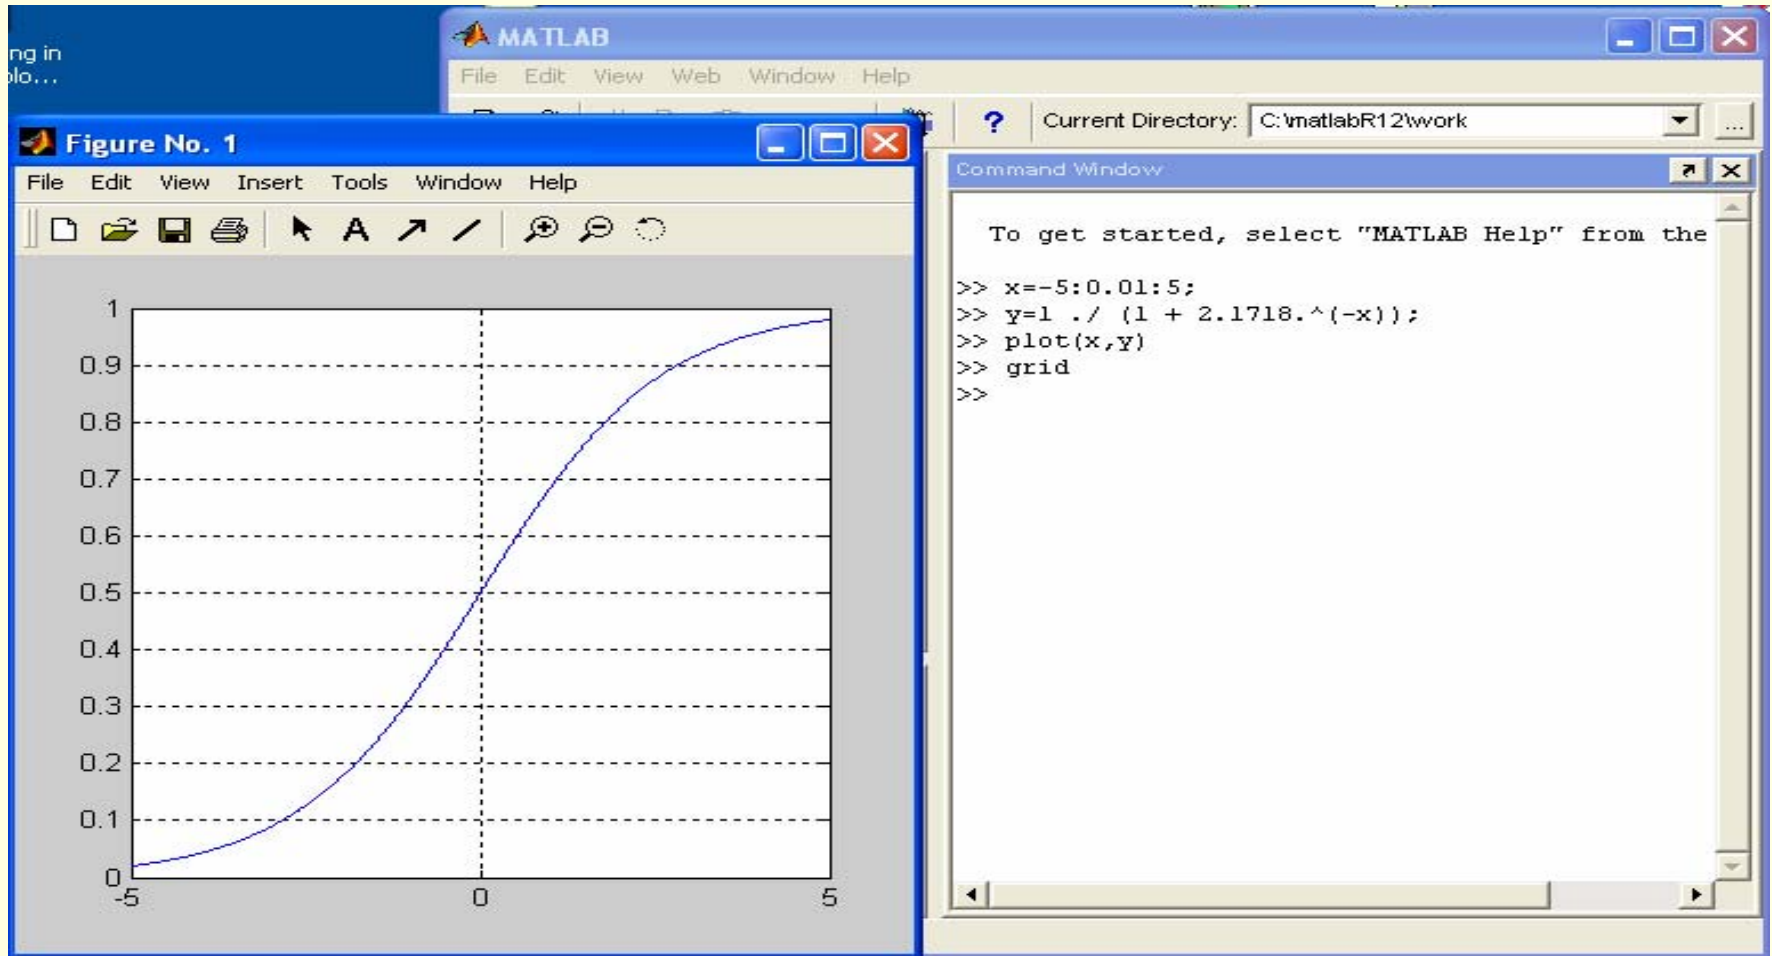 ng in
olo...
MATLAB
File Edit View Web Window Help
? Current Directory: C:\matlabR12\work ...
Figure No. 1
File Edit View Insert Tools Window Help
A
1
0.9
0.8
0.7
0.6
0.5
0.4
0.3
0.2
0.1
0
-5 0 5
Command Window
To get started, select "MATLAB Help" from the
>> x=-5:0.01:5;
>> y=1 ./ (1 + 2.1718.^(-x));
>> plot(x,y)
>> grid
>>